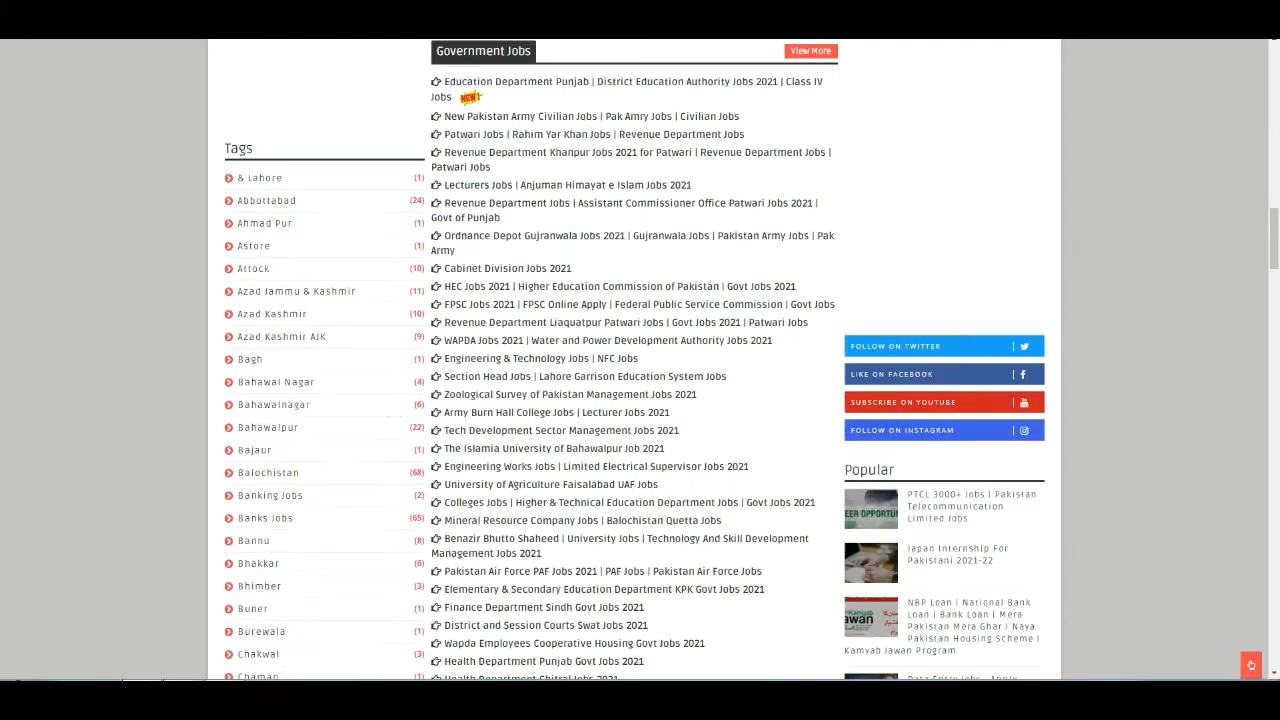 Government Jobs
View More
Education Department Punjab | District Education Authority Jobs 2021 | Class IV
Jobs NEW!
New Pakistan Army Civilian Jobs | Pak Amry Jobs | Civilian Jobs
Patwari Jobs | Rahim Yar Khan Jobs | Revenue Department Jobs
Revenue Department Khanpur Jobs 2021 for Patwari | Revenue Department Jobs |
Patwari Jobs
Lecturers Jobs | Anjuman Himayat e Islam Jobs 2021
Revenue Department Jobs | Assistant Commissioner Office Patwari Jobs 2021 |
Govt of Punjab
Ordnance Depot Gujranwala Jobs 2021 | Gujranwala Jobs | Pakistan Army Jobs | Pak
Army
Cabinet Division Jobs 2021
HEC Jobs 2021 | Higher Education Commission of Pakistan | Govt Jobs 2021
FPSC Jobs 2021 | FPSC Online Apply | Federal Public Service Commission | Govt Jobs
Revenue Department Liaquatpur Patwari Jobs | Govt Jobs 2021 | Patwari Jobs
WAPDA Jobs 2021 | Water and Power Development Authority Jobs 2021
Engineering & Technology Jobs | NFC Jobs
Section Head Jobs | Lahore Garrison Education System Jobs
Zoological Survey of Pakistan Management Jobs 2021
Army Burn Hall College Jobs | Lecturer Jobs 2021
Tech Development Sector Management Jobs 2021
The Islamia University of Bahawalpur Job 2021
Engineering Works Jobs | Limited Electrical Supervisor Jobs 2021
University of Agriculture Faisalabad UAF Jobs
Colleges Jobs | Higher & Technical Education Department Jobs | Govt Jobs 2021
Mineral Resource Company Jobs | Balochistan Quetta Jobs
Benazir Bhutto Shaheed | University Jobs | Technology And Skill Development
Management Jobs 2021
Pakistan Air Force PAF Jobs 2021 | PAF Jobs | Pakistan Air Force Jobs
Elementary & Secondary Education Department KPK Govt Jobs 2021
Finance Department Sindh Govt Jobs 2021
District and Session Courts Swat Jobs 2021
Wapda Employees Cooperative Housing Govt Jobs 2021
Health Department Punjab Govt Jobs 2021
Health Department Chitral Jobs 2021
Tags
& Lahore (1)
Abbottabad (24)
Ahmad Pur (1)
Astore (1)
Attock (10)
Azad Jammu & Kashmir (11)
Azad Kashmir (10)
Azad Kashmir AJK (9)
Bagh (1)
Bahawal Nagar (4)
Bahawalnagar (6)
Bahawalpur (22)
Bajaur (1)
Balochistan (68)
Banking Jobs (2)
Banks Jobs (65)
Bannu (8)
Bhakkar (6)
Bhimber (3)
Buner (1)
Burewala (1)
Chakwal (3)
Chaman (1)
FOLLOW ON TWITTER
LIKE ON FACEBOOK
SUBSCRIBE ON YOUTUBE
FOLLOW ON INSTAGRAM
Popular
PTCL 3000+ Jobs | Pakistan
Telecommunication
Limited Jobs
Japan Internship For
Pakistani 2021-22
NBP Loan | National Bank
Loan | Bank Loan | Mera
Pakistan Mera Ghar | Naya
Pakistan Housing Scheme |
Kamyab Jawan Program
Data Entry Jobs - Apply